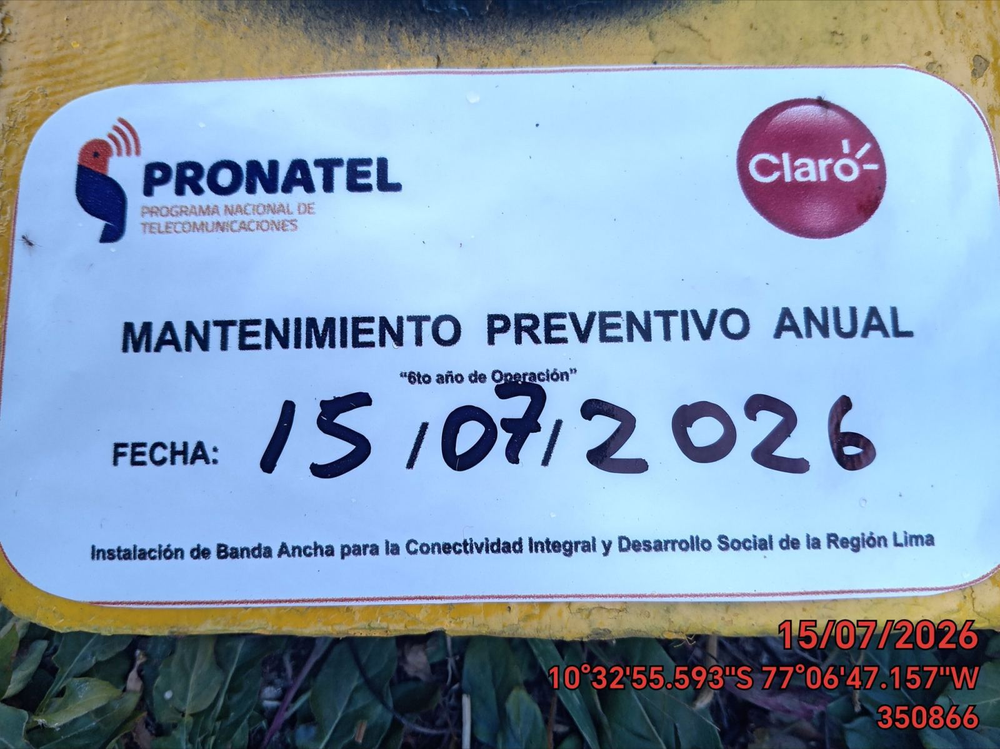 PRONATEL
PROGRAMA NACIONAL DE
TELECOMUNICACIONES
Claro
MANTENIMIENTO PREVENTIVO ANUAL
“6to año de Operación”
FECHA: 15/07/2026
Instalación de Banda Ancha para la Conectividad Integral y Desarrollo Social de la Región Lima
15/07/2026
10°32'55.593"S 77°06'47.157"W
350866